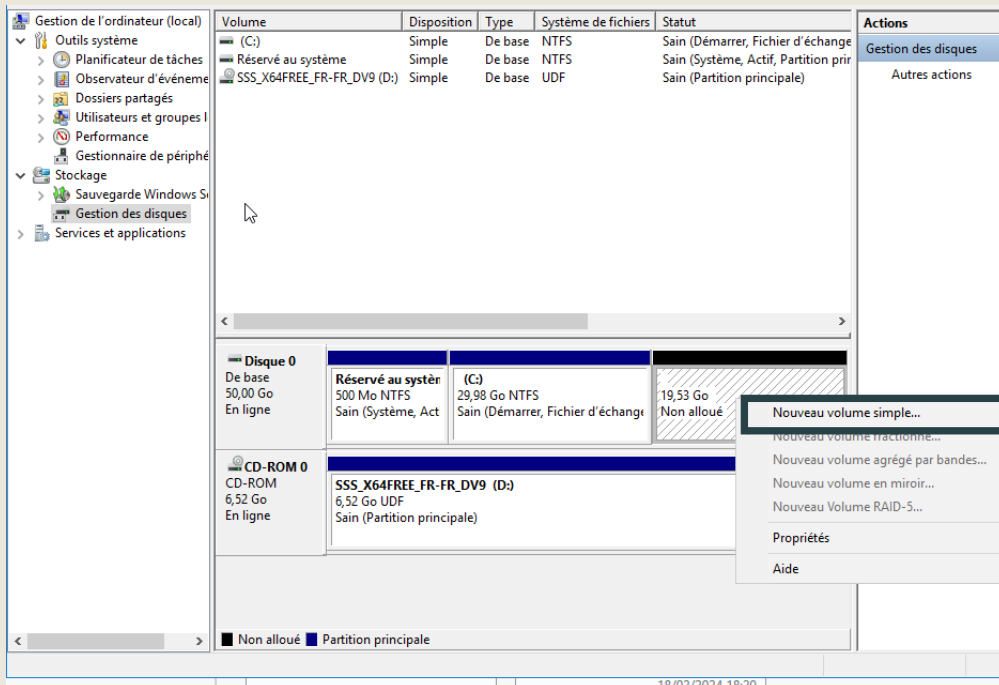 Gestion de l'ordinateur (local)
Outils système
Planificateur de tâches
Observateur d'événeme
Dossiers partagés
Utilisateurs et groupes l
Performance
Gestionnaire de périphé
Stockage
Sauvegarde Windows S
Gestion des disques
Services et applications
Volume Disposition Type Système de fichiers Statut
(C:) Simple De base NTFS Sain (Démarrer, Fichier d'échange
Réservé au système Simple De base NTFS Sain (Système, Actif, Partition prir
SSS_X64FREE_FR-FR_DV9 (D:) Simple De base UDF Sain (Partition principale)
Disque 0
De base
50,00 Go
En ligne
Réservé au systèn
500 Mo NTFS
Sain (Système, Act
(C:)
29,98 Go NTFS
Sain (Démarrer, Fichier d'échange
19,53 Go
Non alloué
CD-ROM 0
CD-ROM
6,52 Go
En ligne
SSS_X64FREE_FR-FR_DV9 (D:)
6,52 Go UDF
Sain (Partition principale)
Non alloué Partition principale
Actions
Gestion des disques
Autres actions
Nouveau volume simple...
Nouveau volume fractionné...
Nouveau volume agrégé par bandes...
Nouveau volume en miroir...
Nouveau Volume RAID-5...
Propriétés
Aide
18/02/2024 18:20